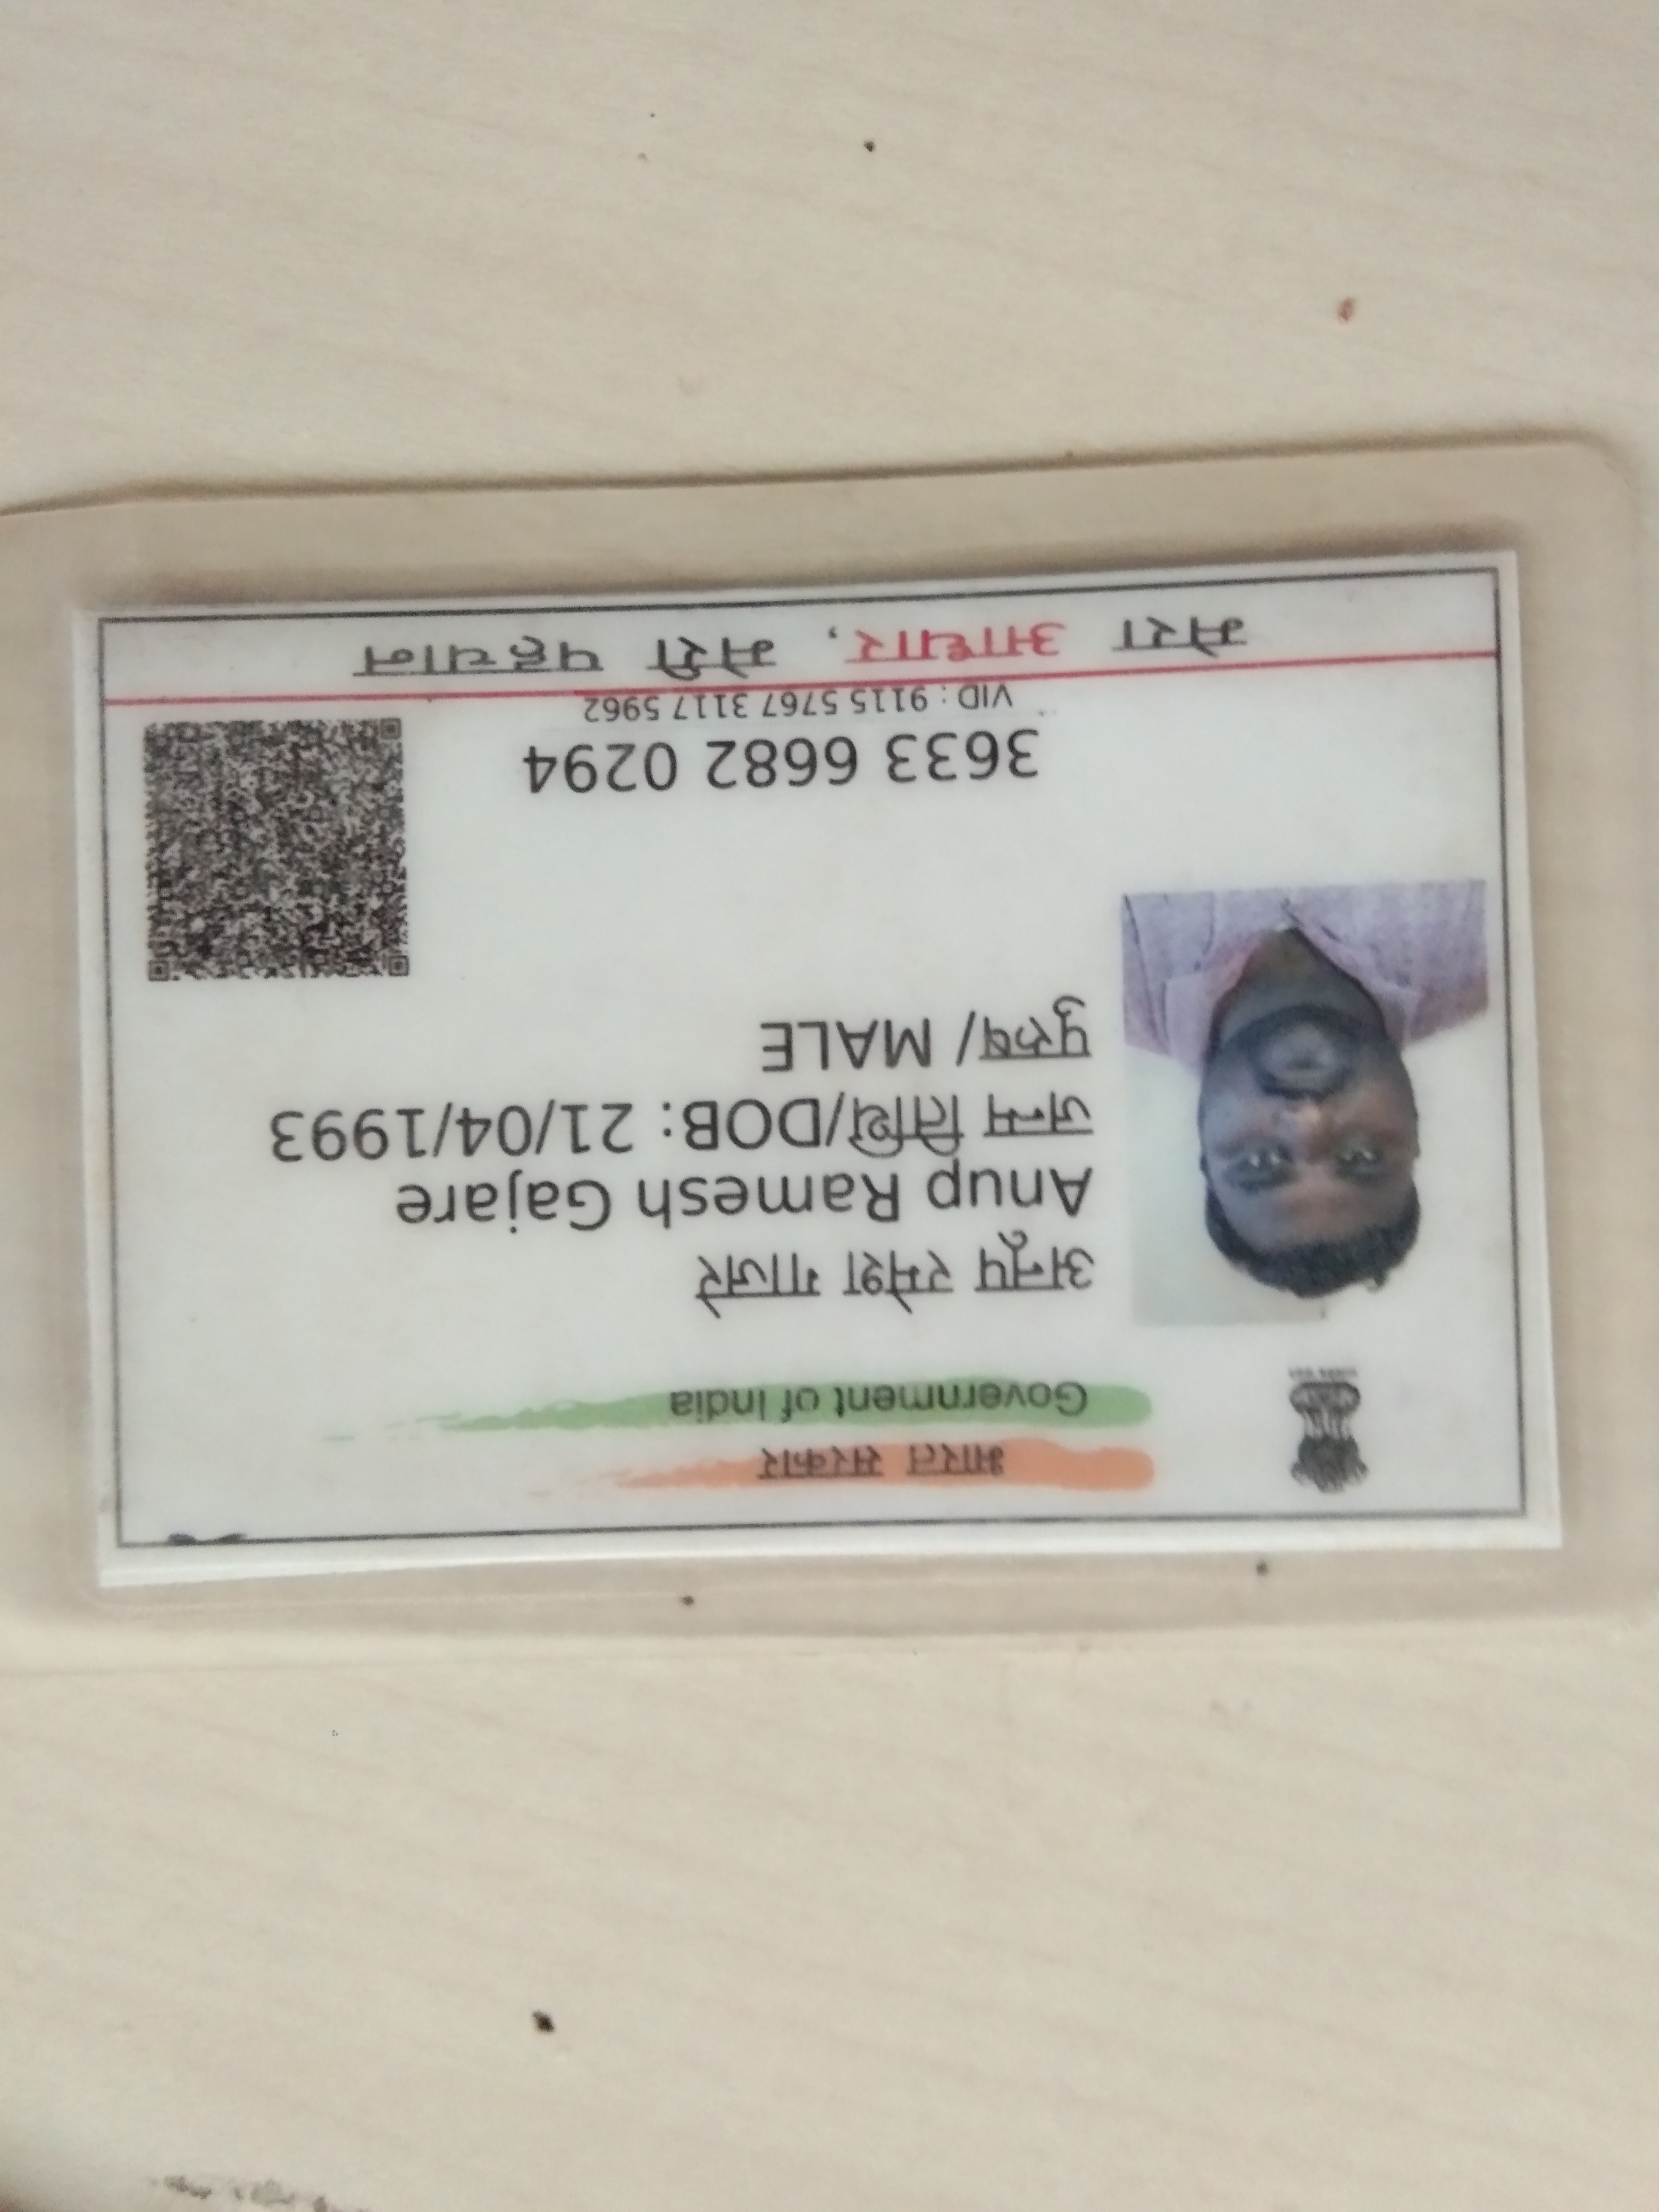 भारत सरकार
Government of India
अनूप रमेश गाजरे
Anup Ramesh Gajare
जन्म तिथि/DOB: 21/04/1993
पुरुष/ MALE
3633 6682 0294
VID : 9115 5767 3117 5962
मेरा आधार, मेरी पहचान